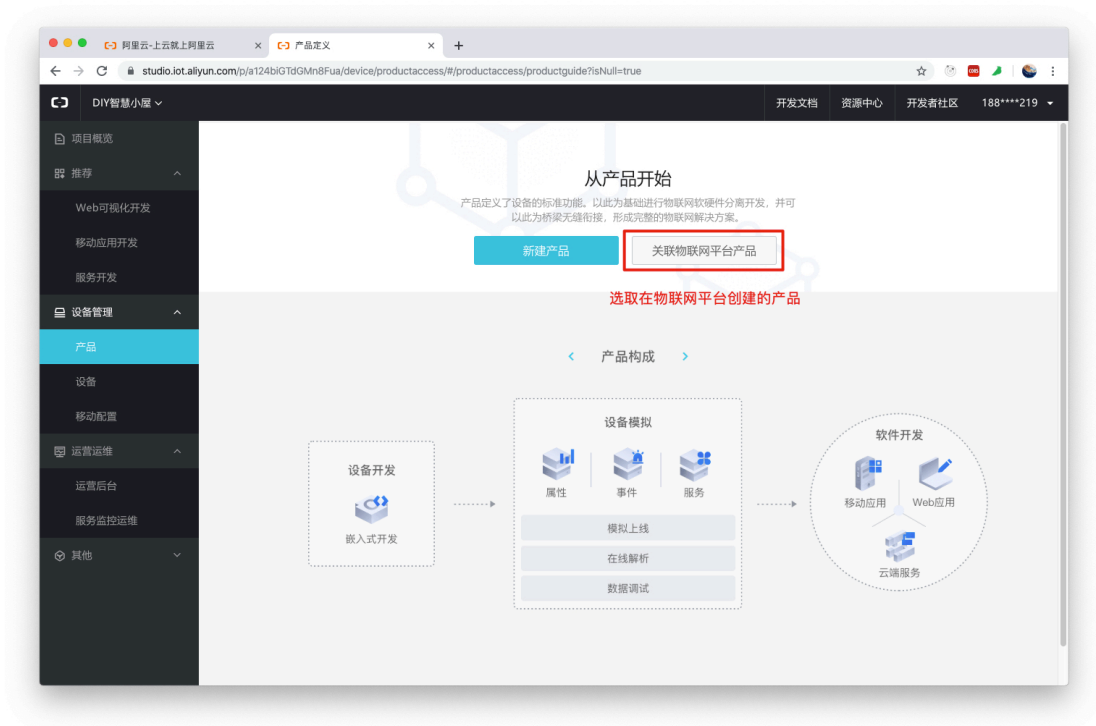 阿里云-上云就上阿里云
产品定义
studio.iot.aliyun.com/p/a124biGTdGMn8Fua/device/productaccess/#/productaccess/productguide?isNull=true
DIY智慧小屋
开发文档
资源中心
开发者社区
188****219
项目概览
推荐
Web可视化开发
移动应用开发
服务开发
设备管理
产品
设备
移动配置
运营运维
运营后台
服务监控运维
其他
从产品开始
产品定义了设备的标准功能。以此为基础进行物联网软硬件分离开发，并可
以此为桥梁无缝衔接，形成完整的物联网解决方案。
新建产品
关联物联网平台产品
选取在物联网平台创建的产品
产品构成
设备开发
嵌入式开发
设备模拟
属性
事件
服务
模拟上线
在线解析
数据调试
软件开发
移动应用
Web应用
云端服务